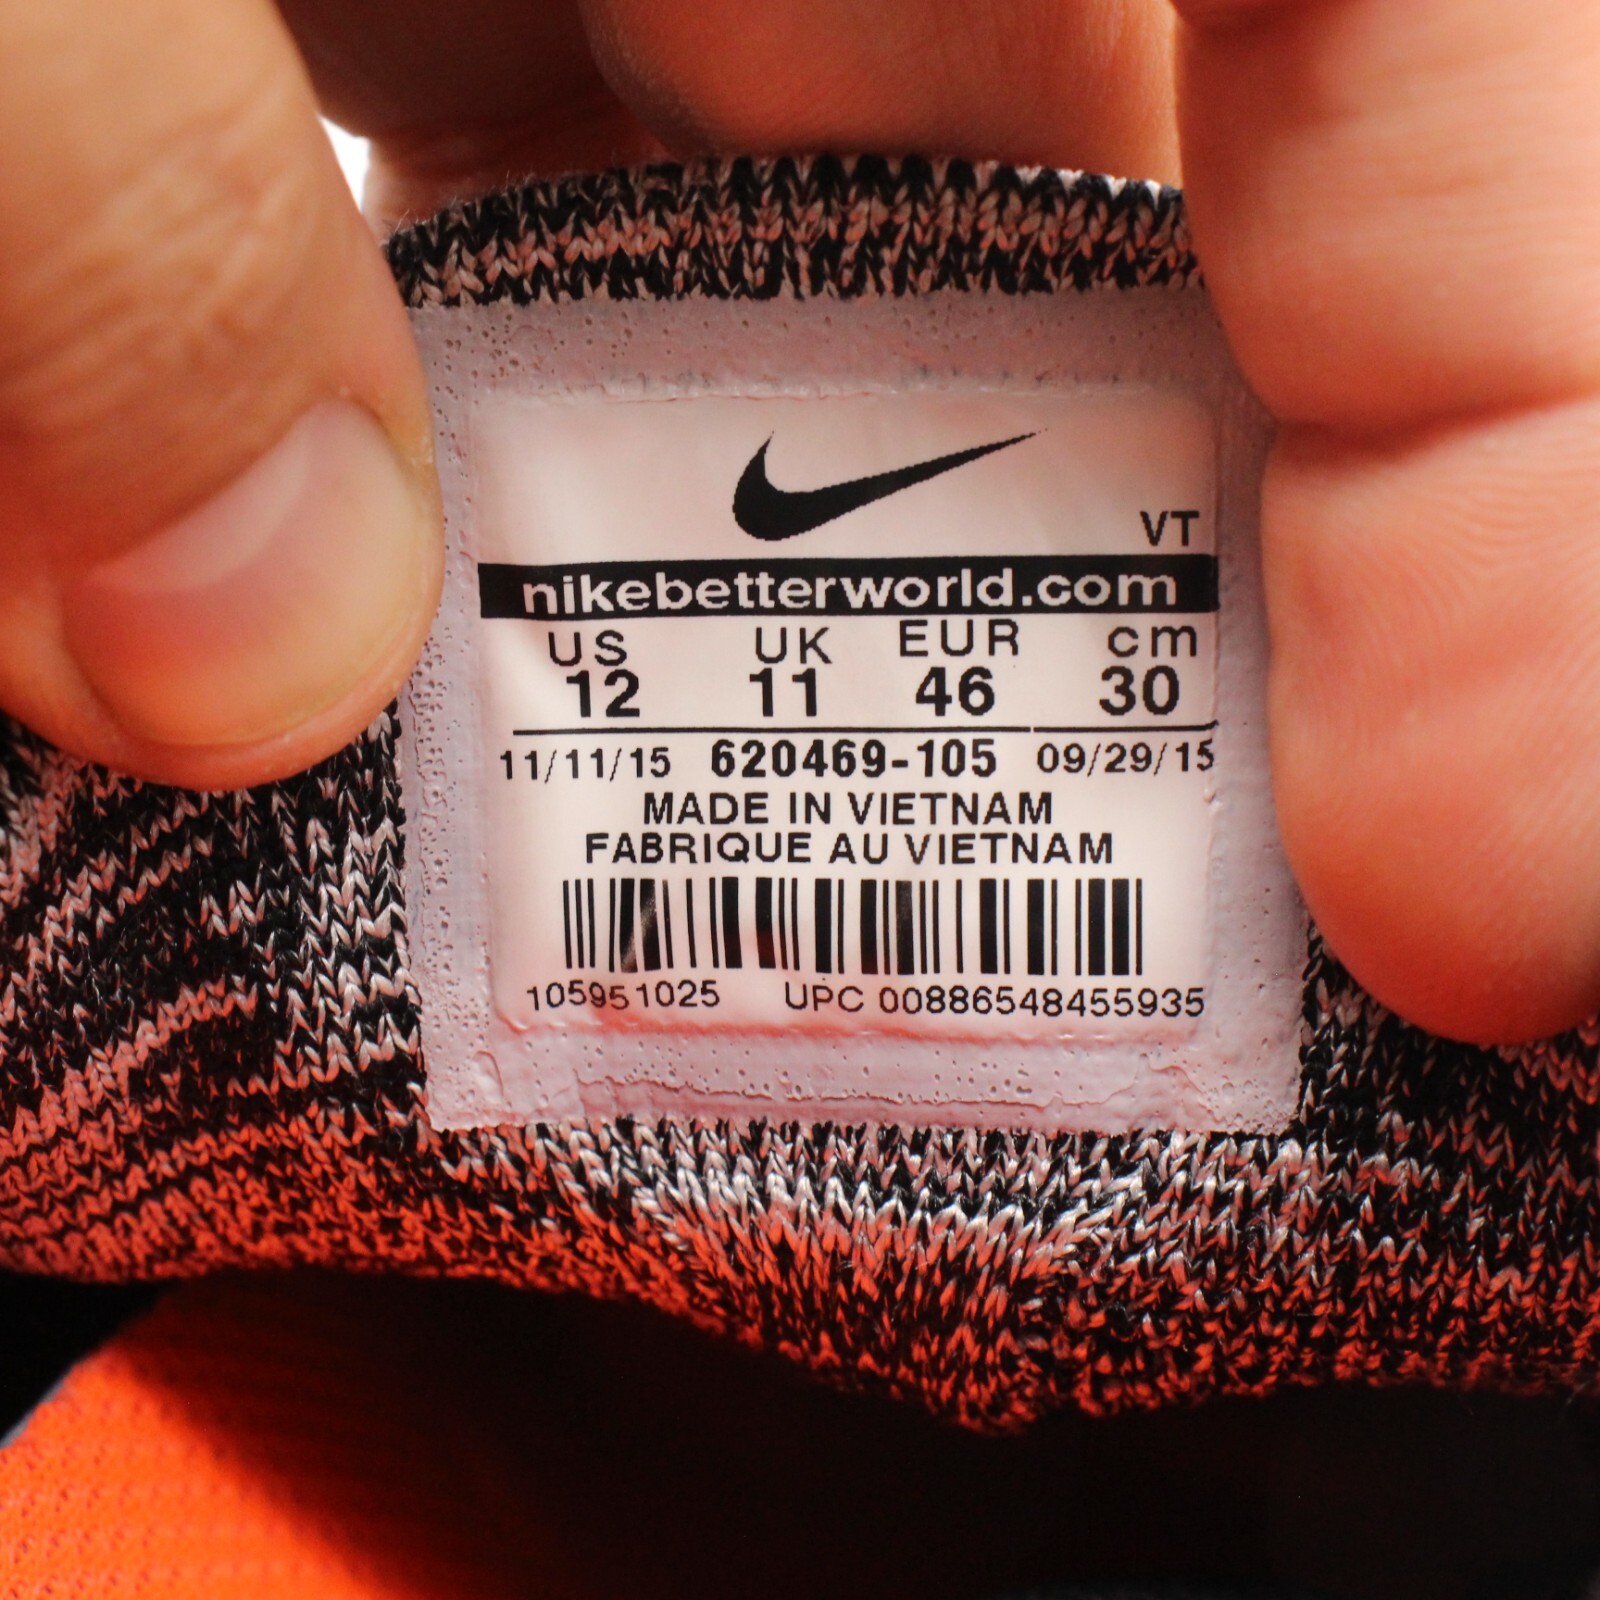 VT
nikebetterworld.com
US UK EUR cm
12 11 46 30
11/11/15 620469-105 09/29/15
MADE IN VIETNAM
FABRIQUE AU VIETNAM
105951025 UPC 00886548455935